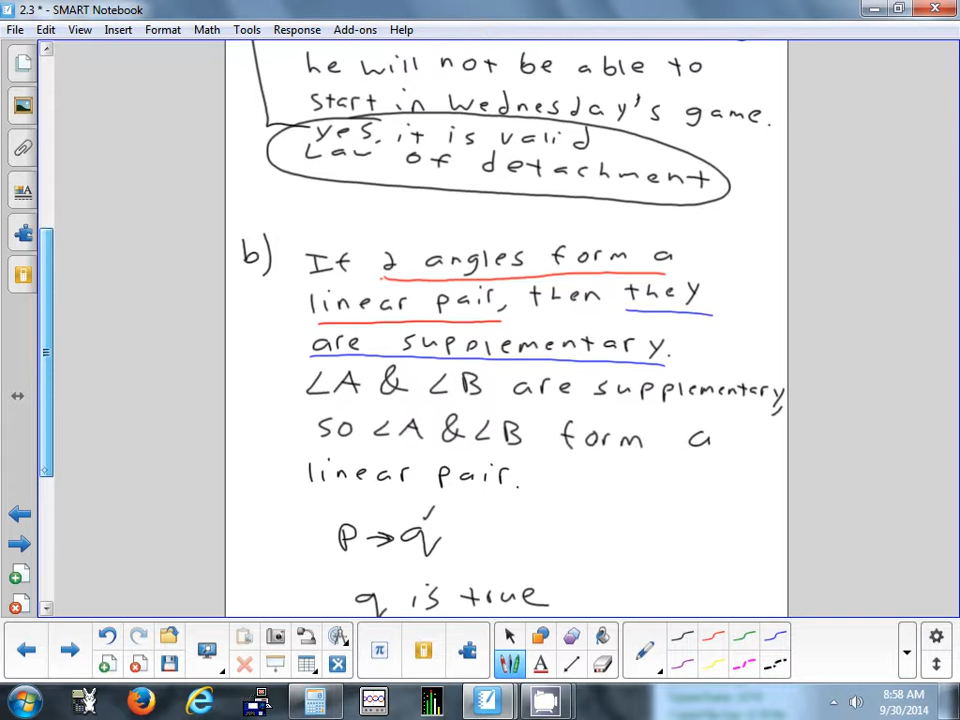 2.3 * - SMART Notebook
File Edit View Insert Format Math Tools Response Add-ons Help
he will not be able to
start in Wednesday's game.
yes. it is valid
Law of detachment
b) If 2 angles form a
linear pair, then they
are supplementary.
∠A & ∠B are supplementary,
so ∠A & ∠B form a
linear pair.
P → q ✓
q is true
8:58 AM
9/30/2014